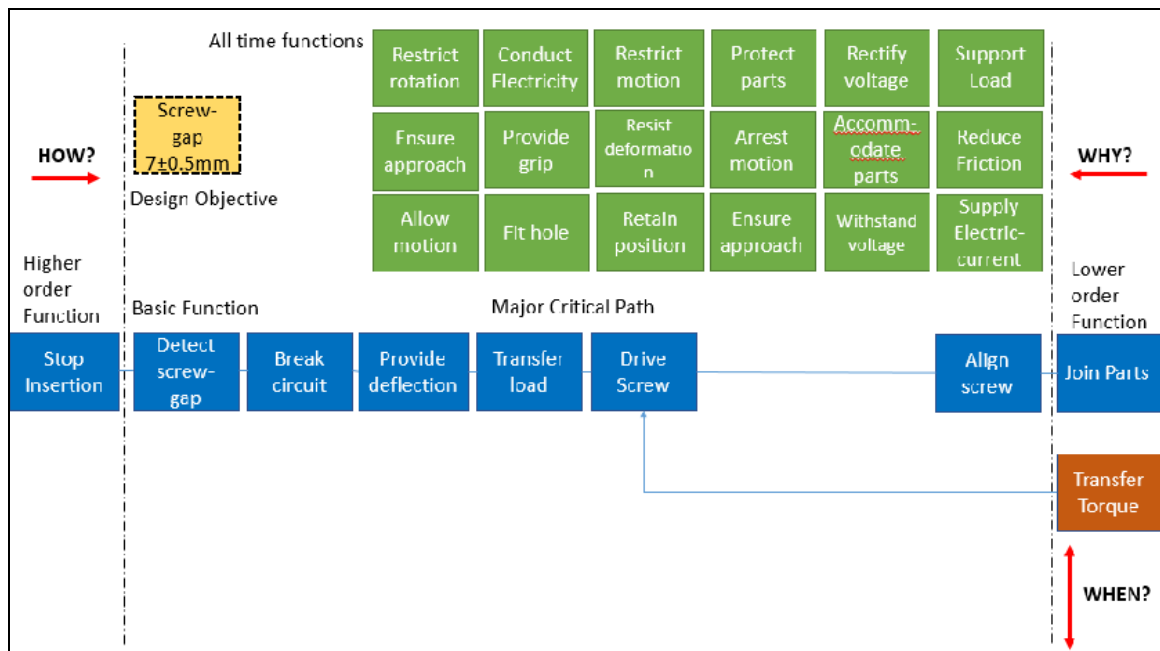 All time functions
Restrict
rotation
Conduct
Electricity
Restrict
motion
Protect
parts
Rectify
voltage
Support
Load
Screw-
gap
7±0.5mm
Ensure
approach
Provide
grip
Resist
deformatio
n
Arrest
motion
Accomm-
odate
parts
Reduce
Friction
HOW?
WHY?
Design Objective
Allow
motion
Fit hole
Retain
position
Ensure
approach
Withstand
voltage
Supply
Electric-
current
Higher
order
Function
Basic Function
Major Critical Path
Lower
order
Function
Stop
Insertion
Detect
screw-
gap
Break
circuit
Provide
deflection
Transfer
load
Drive
Screw
Align
screw
Join Parts
Transfer
Torque
WHEN?